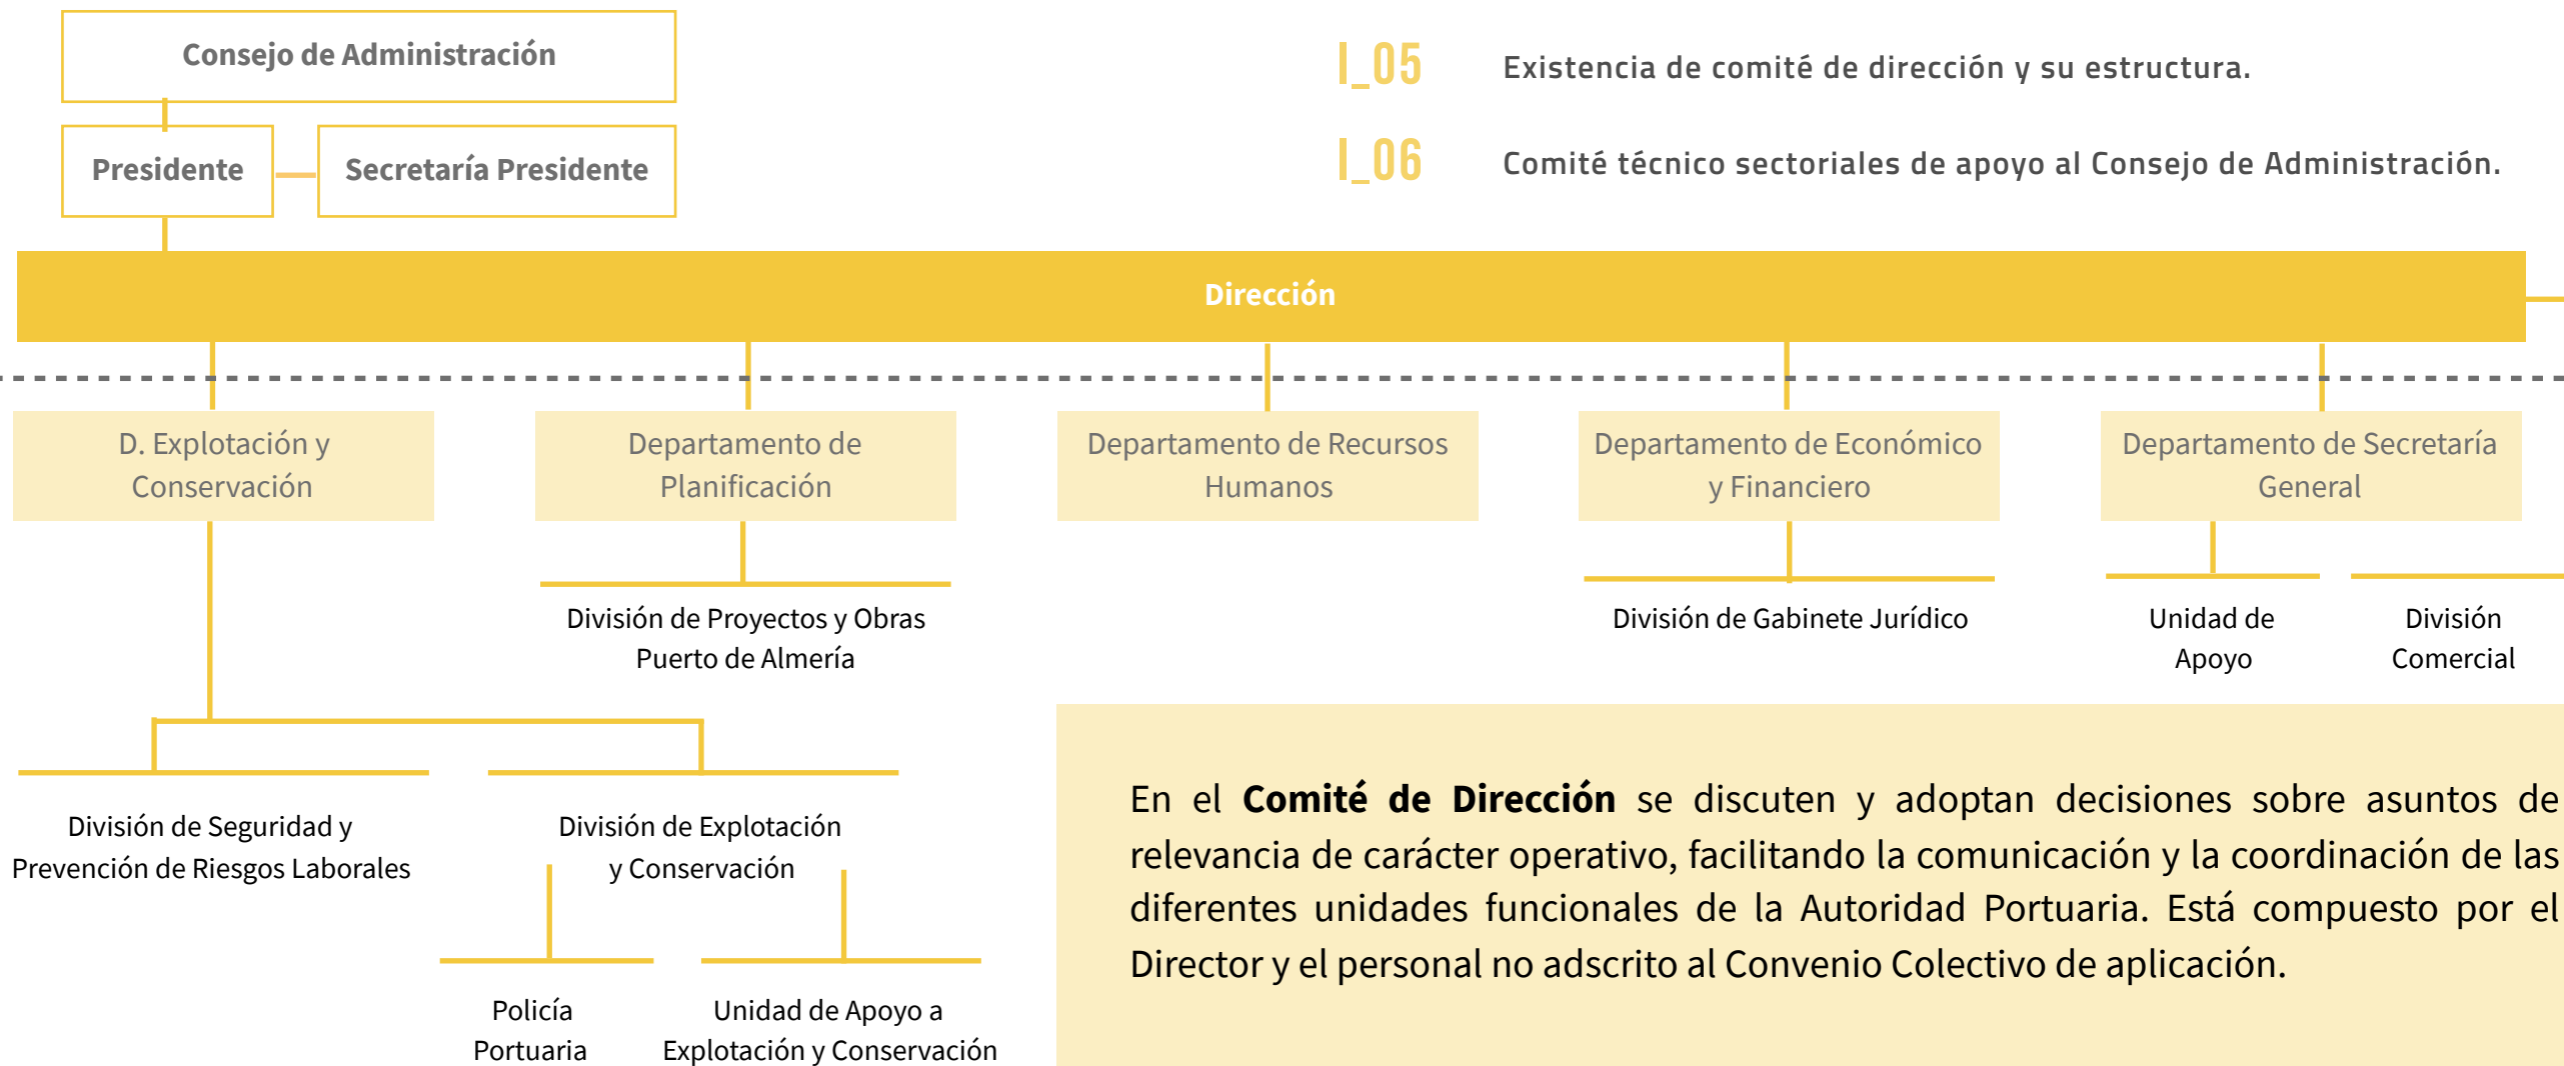 Consejo de Administración
Presidente
Secretaría Presidente
I_05
Existencia de comité de dirección y su estructura.
I_06
Comité técnico sectoriales de apoyo al Consejo de Administración.
Dirección
D. Explotación y
Conservación
Departamento de
Planificación
Departamento de Recursos
Humanos
Departamento de Económico
y Financiero
Departamento de Secretaría
General
División de Proyectos y Obras
Puerto de Almería
División de Gabinete Jurídico
Unidad de
Apoyo
División
Comercial
División de Seguridad y
Prevención de Riesgos Laborales
División de Explotación
y Conservación
Policía
Portuaria
Unidad de Apoyo a
Explotación y Conservación
En el Comité de Dirección se discuten y adoptan decisiones sobre asuntos de
relevancia de carácter operativo, facilitando la comunicación y la coordinación de las
diferentes unidades funcionales de la Autoridad Portuaria. Está compuesto por el
Director y el personal no adscrito al Convenio Colectivo de aplicación.